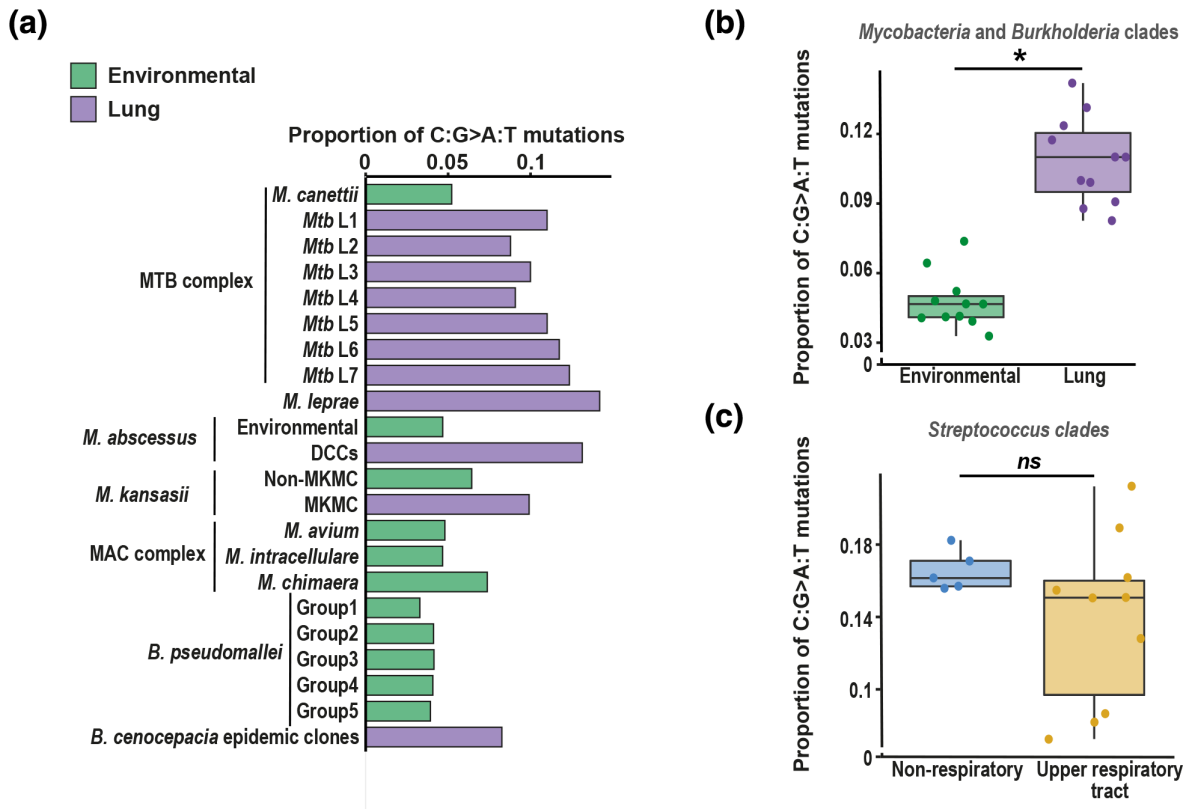 (a)
Environmental
Lung
Proportion of C:G>A:T mutations
0 0.05 0.1
M. canettii
Mtb L1
Mtb L2
Mtb L3
MTB complex
Mtb L4
Mtb L5
Mtb L6
Mtb L7
M. leprae
M. abscessus
Environmental
DCCs
M. kansasii
Non-MKMC
MKMC
MAC complex
M. avium
M. intracellulare
M. chimaera
B. pseudomallei
Group1
Group2
Group3
Group4
Group5
B. cenocepacia epidemic clones
(b)
Mycobacteria and Burkholderia clades
*
Proportion of C:G>A:T mutations
0.12
0.09
0.06
0.03
0
Environmental Lung
(c)
Streptococcus clades
ns
Proportion of C:G>A:T mutations
0.18
0.14
0.1
0
Non-respiratory Upper respiratory
tract